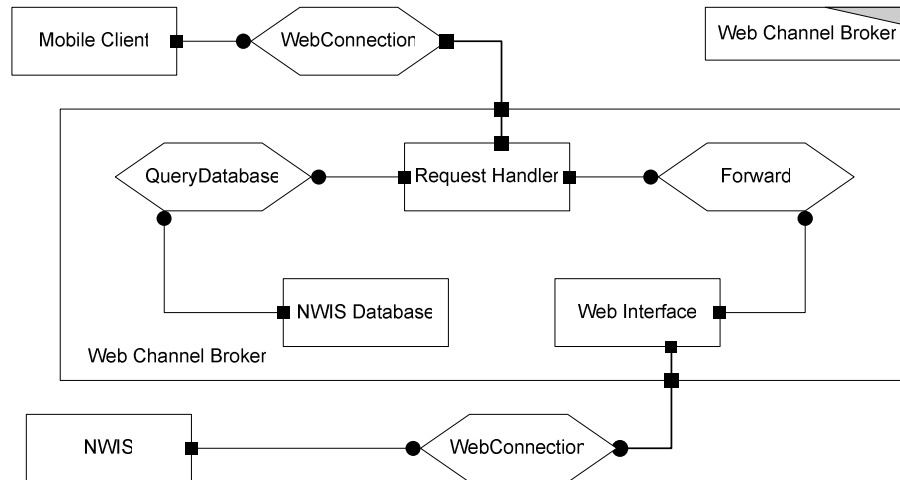 Mobile Client
WebConnection
Web Channel Broker
QueryDatabase
Request Handler
Forward
NWIS Database
Web Interface
Web Channel Broker
NWIS
WebConnection